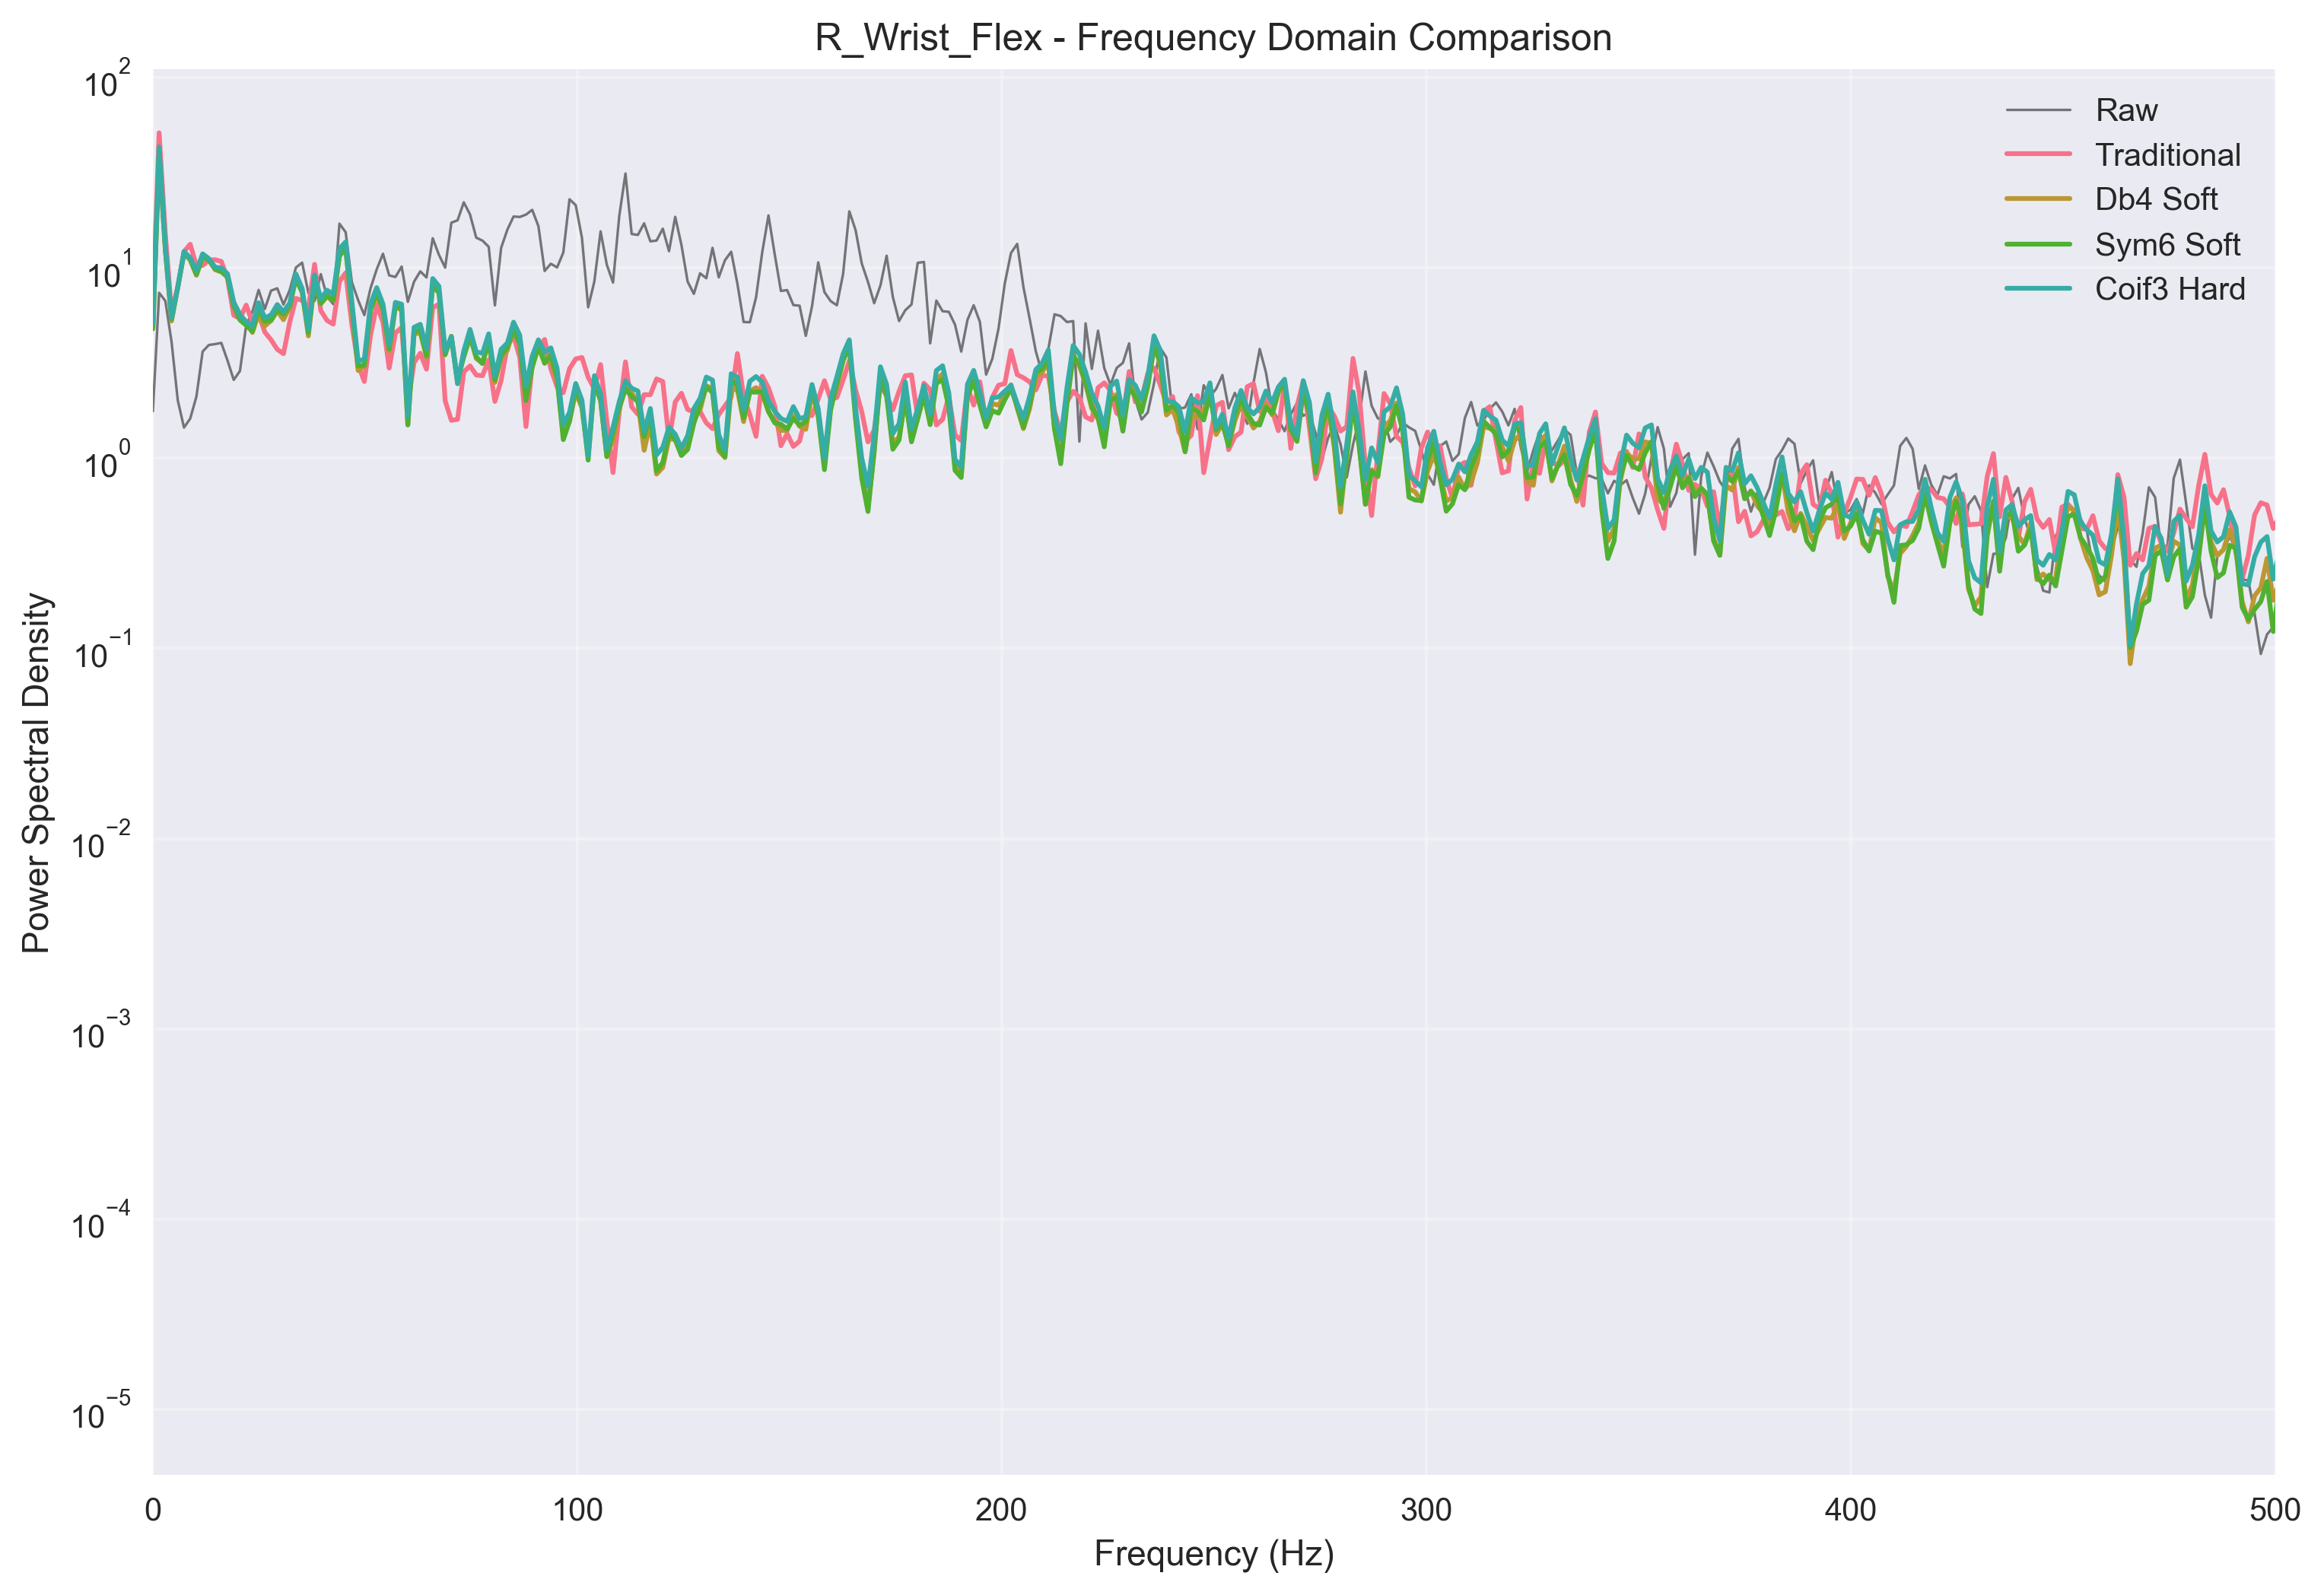 R_Wrist_Flex - Frequency Domain Comparison
10^2
10^1
10^0
10^−1
10^−2
10^−3
10^−4
10^−5
Power Spectral Density
Raw
Traditional
Db4 Soft
Sym6 Soft
Coif3 Hard
0 100 200 300 400 500
Frequency (Hz)